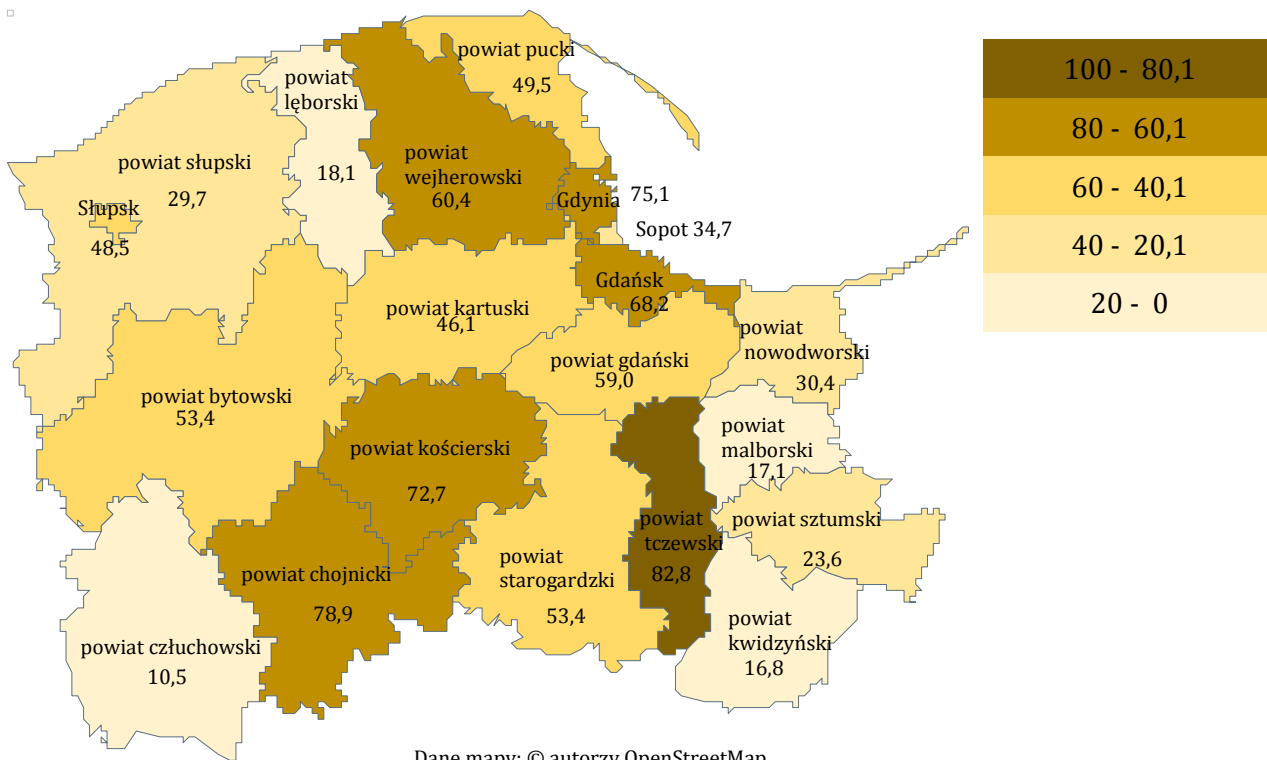 powiat pucki
49,5
powiat
lęborski
18,1
powiat
wejherowski
60,4
powiat słupski
29,7
Słupsk
48,5
Gdynia
75,1
Sopot 34,7
Gdańsk
68,2
powiat kartuski
46,1
powiat gdański
59,0
powiat
nowodworski
30,4
powiat bytowski
53,4
powiat kościerski
72,7
powiat
malborski
17,1
powiat sztumski
23,6
powiat
tczewski
82,8
powiat
starogardzki
53,4
powiat chojnicki
78,9
powiat człuchowski
10,5
powiat
kwidzyński
16,8
100 - 80,1
80 - 60,1
60 - 40,1
40 - 20,1
20 - 0
Dane mapy: © autorzy OpenStreetMap